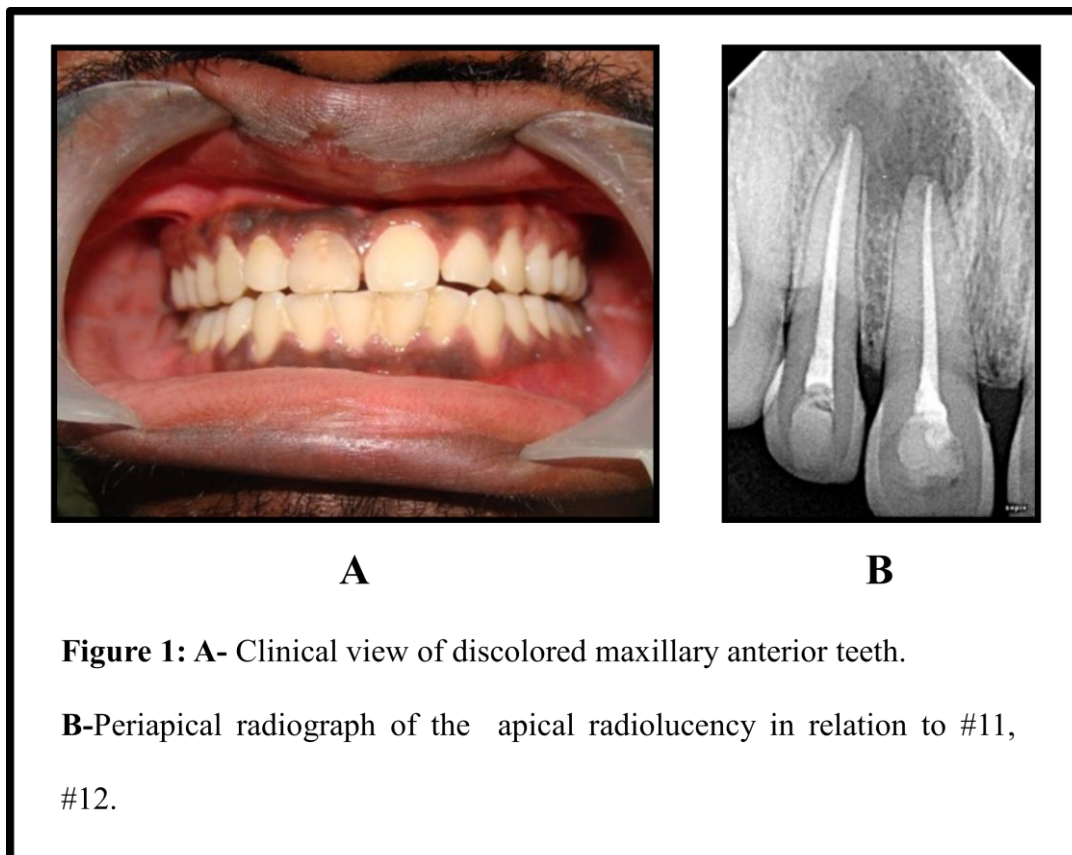 A
B
Figure 1: A- Clinical view of discolored maxillary anterior teeth.
B-Periapical radiograph of the apical radiolucency in relation to #11,
#12.